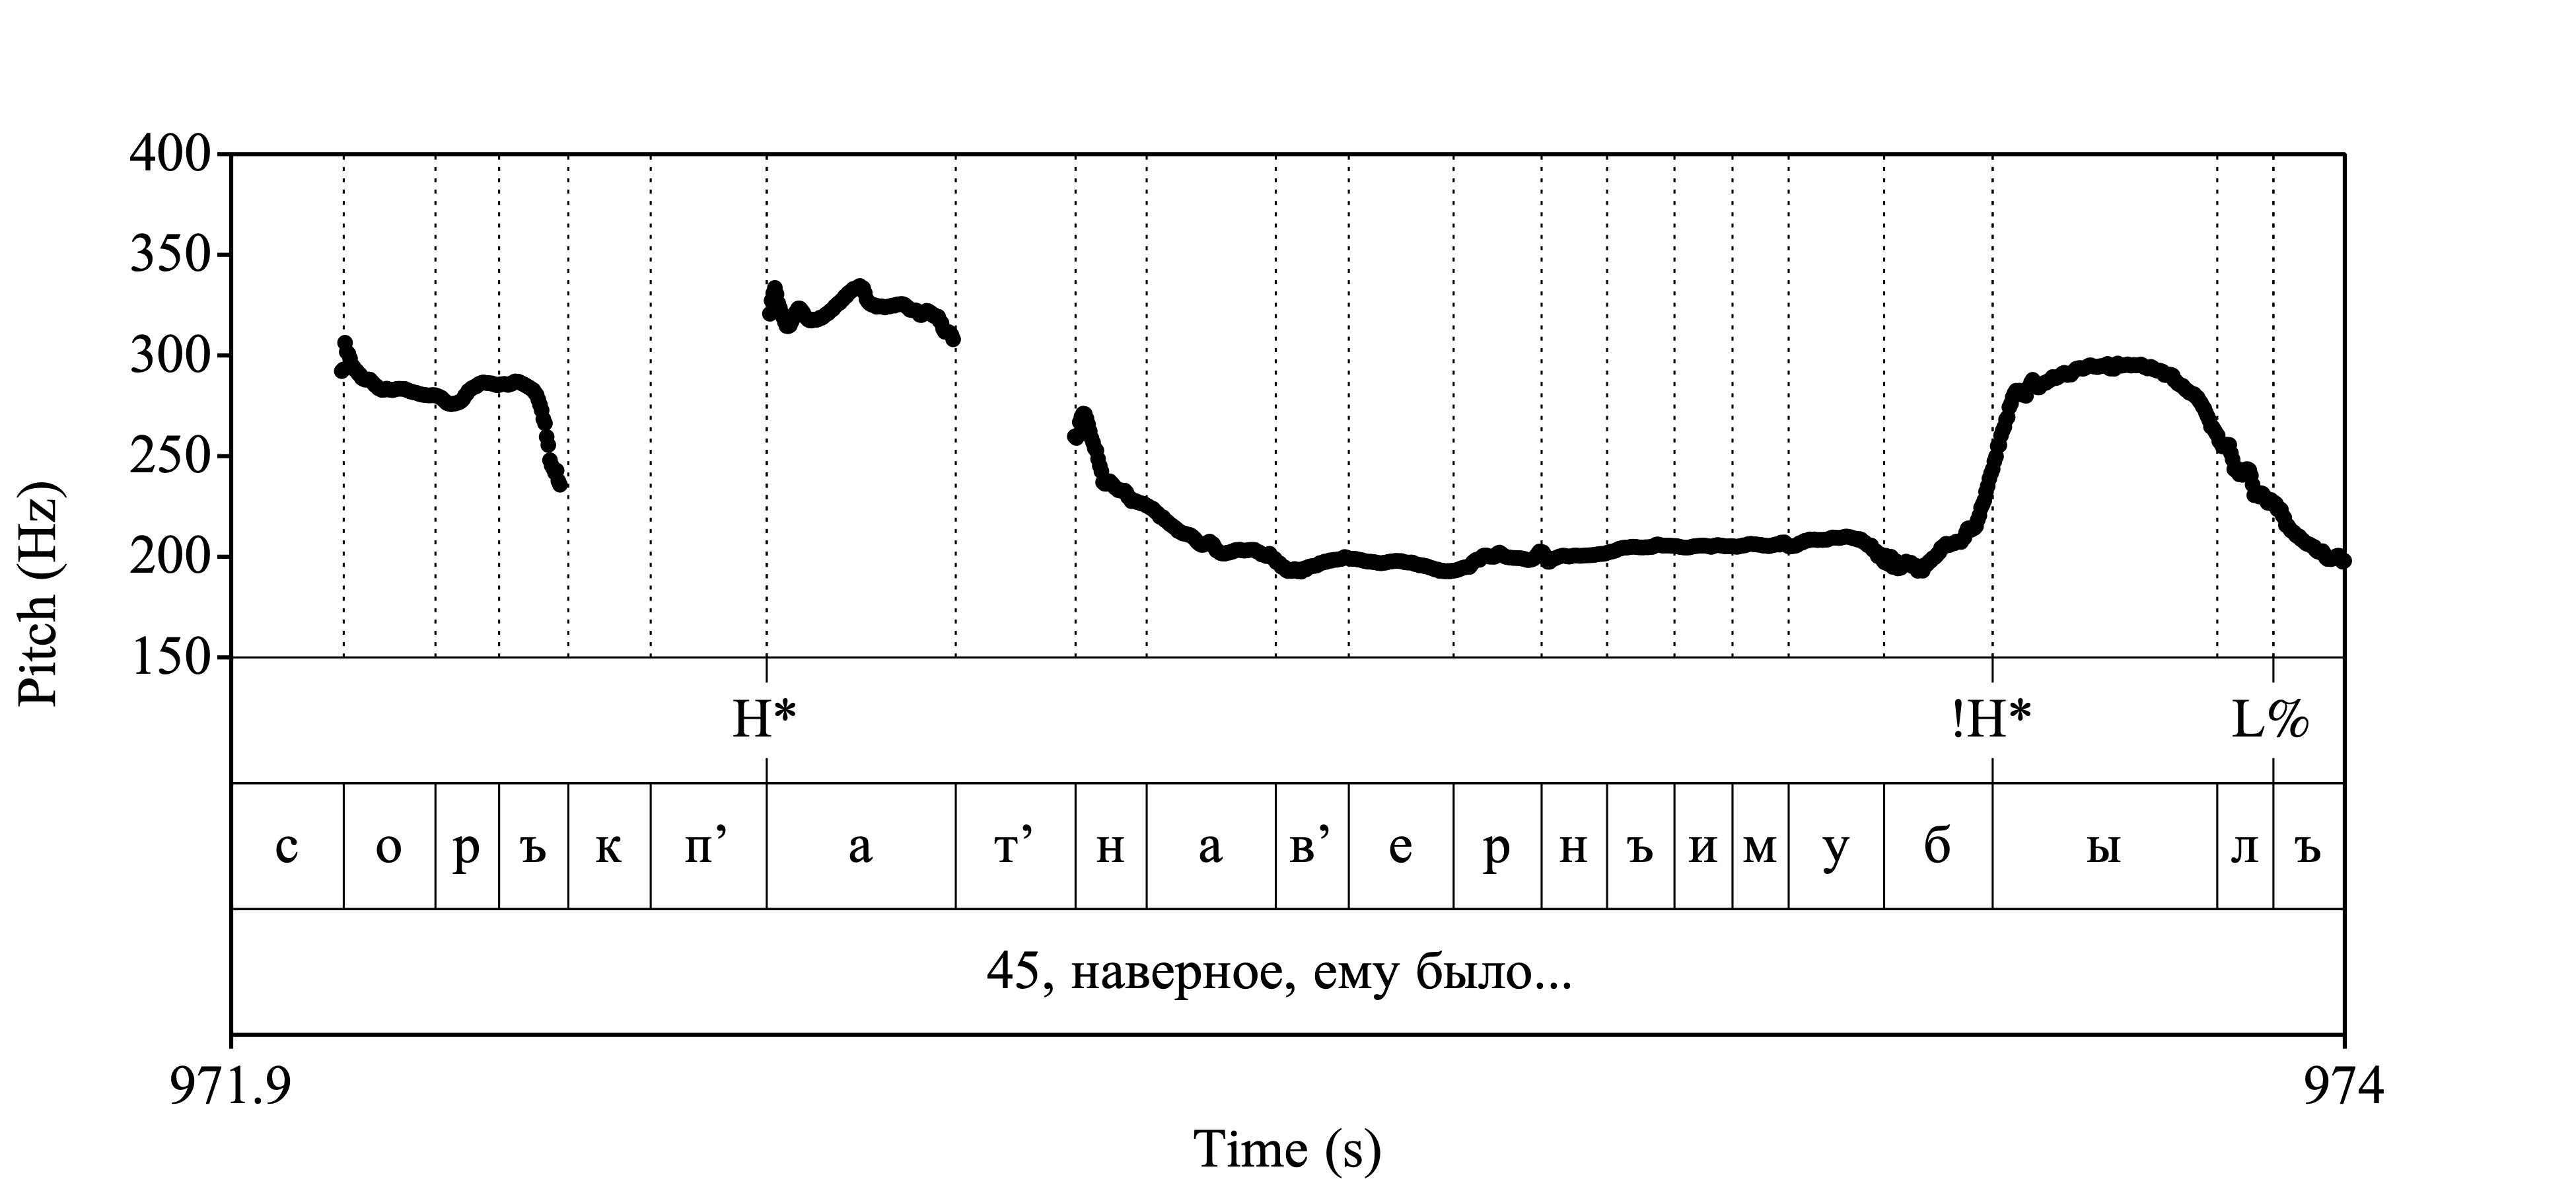 400
350
300
250
200
150
Pitch (Hz)
H* !H* L%
с о р ъ к п’ а т’ н а в’ е р н ъ и м у б ы л ъ
45, наверное, ему было...
971.9 974
Time (s)